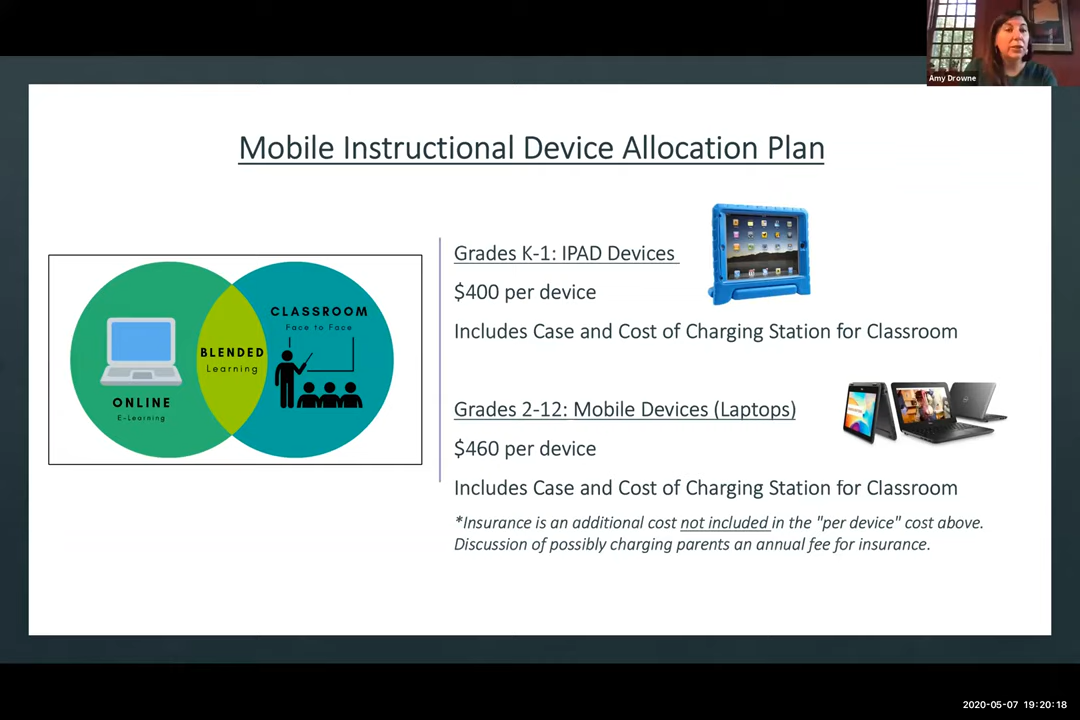 Amy Drowne
Mobile Instructional Device Allocation Plan
CLASSROOM
Face to Face
BLENDED
Learning
ONLINE
E-Learning
Grades K-1: IPAD Devices
$400 per device
Includes Case and Cost of Charging Station for Classroom
Grades 2-12: Mobile Devices (Laptops)
$460 per device
Includes Case and Cost of Charging Station for Classroom
*Insurance is an additional cost not included in the "per device" cost above.
Discussion of possibly charging parents an annual fee for insurance.
2020-05-07 19:20:18